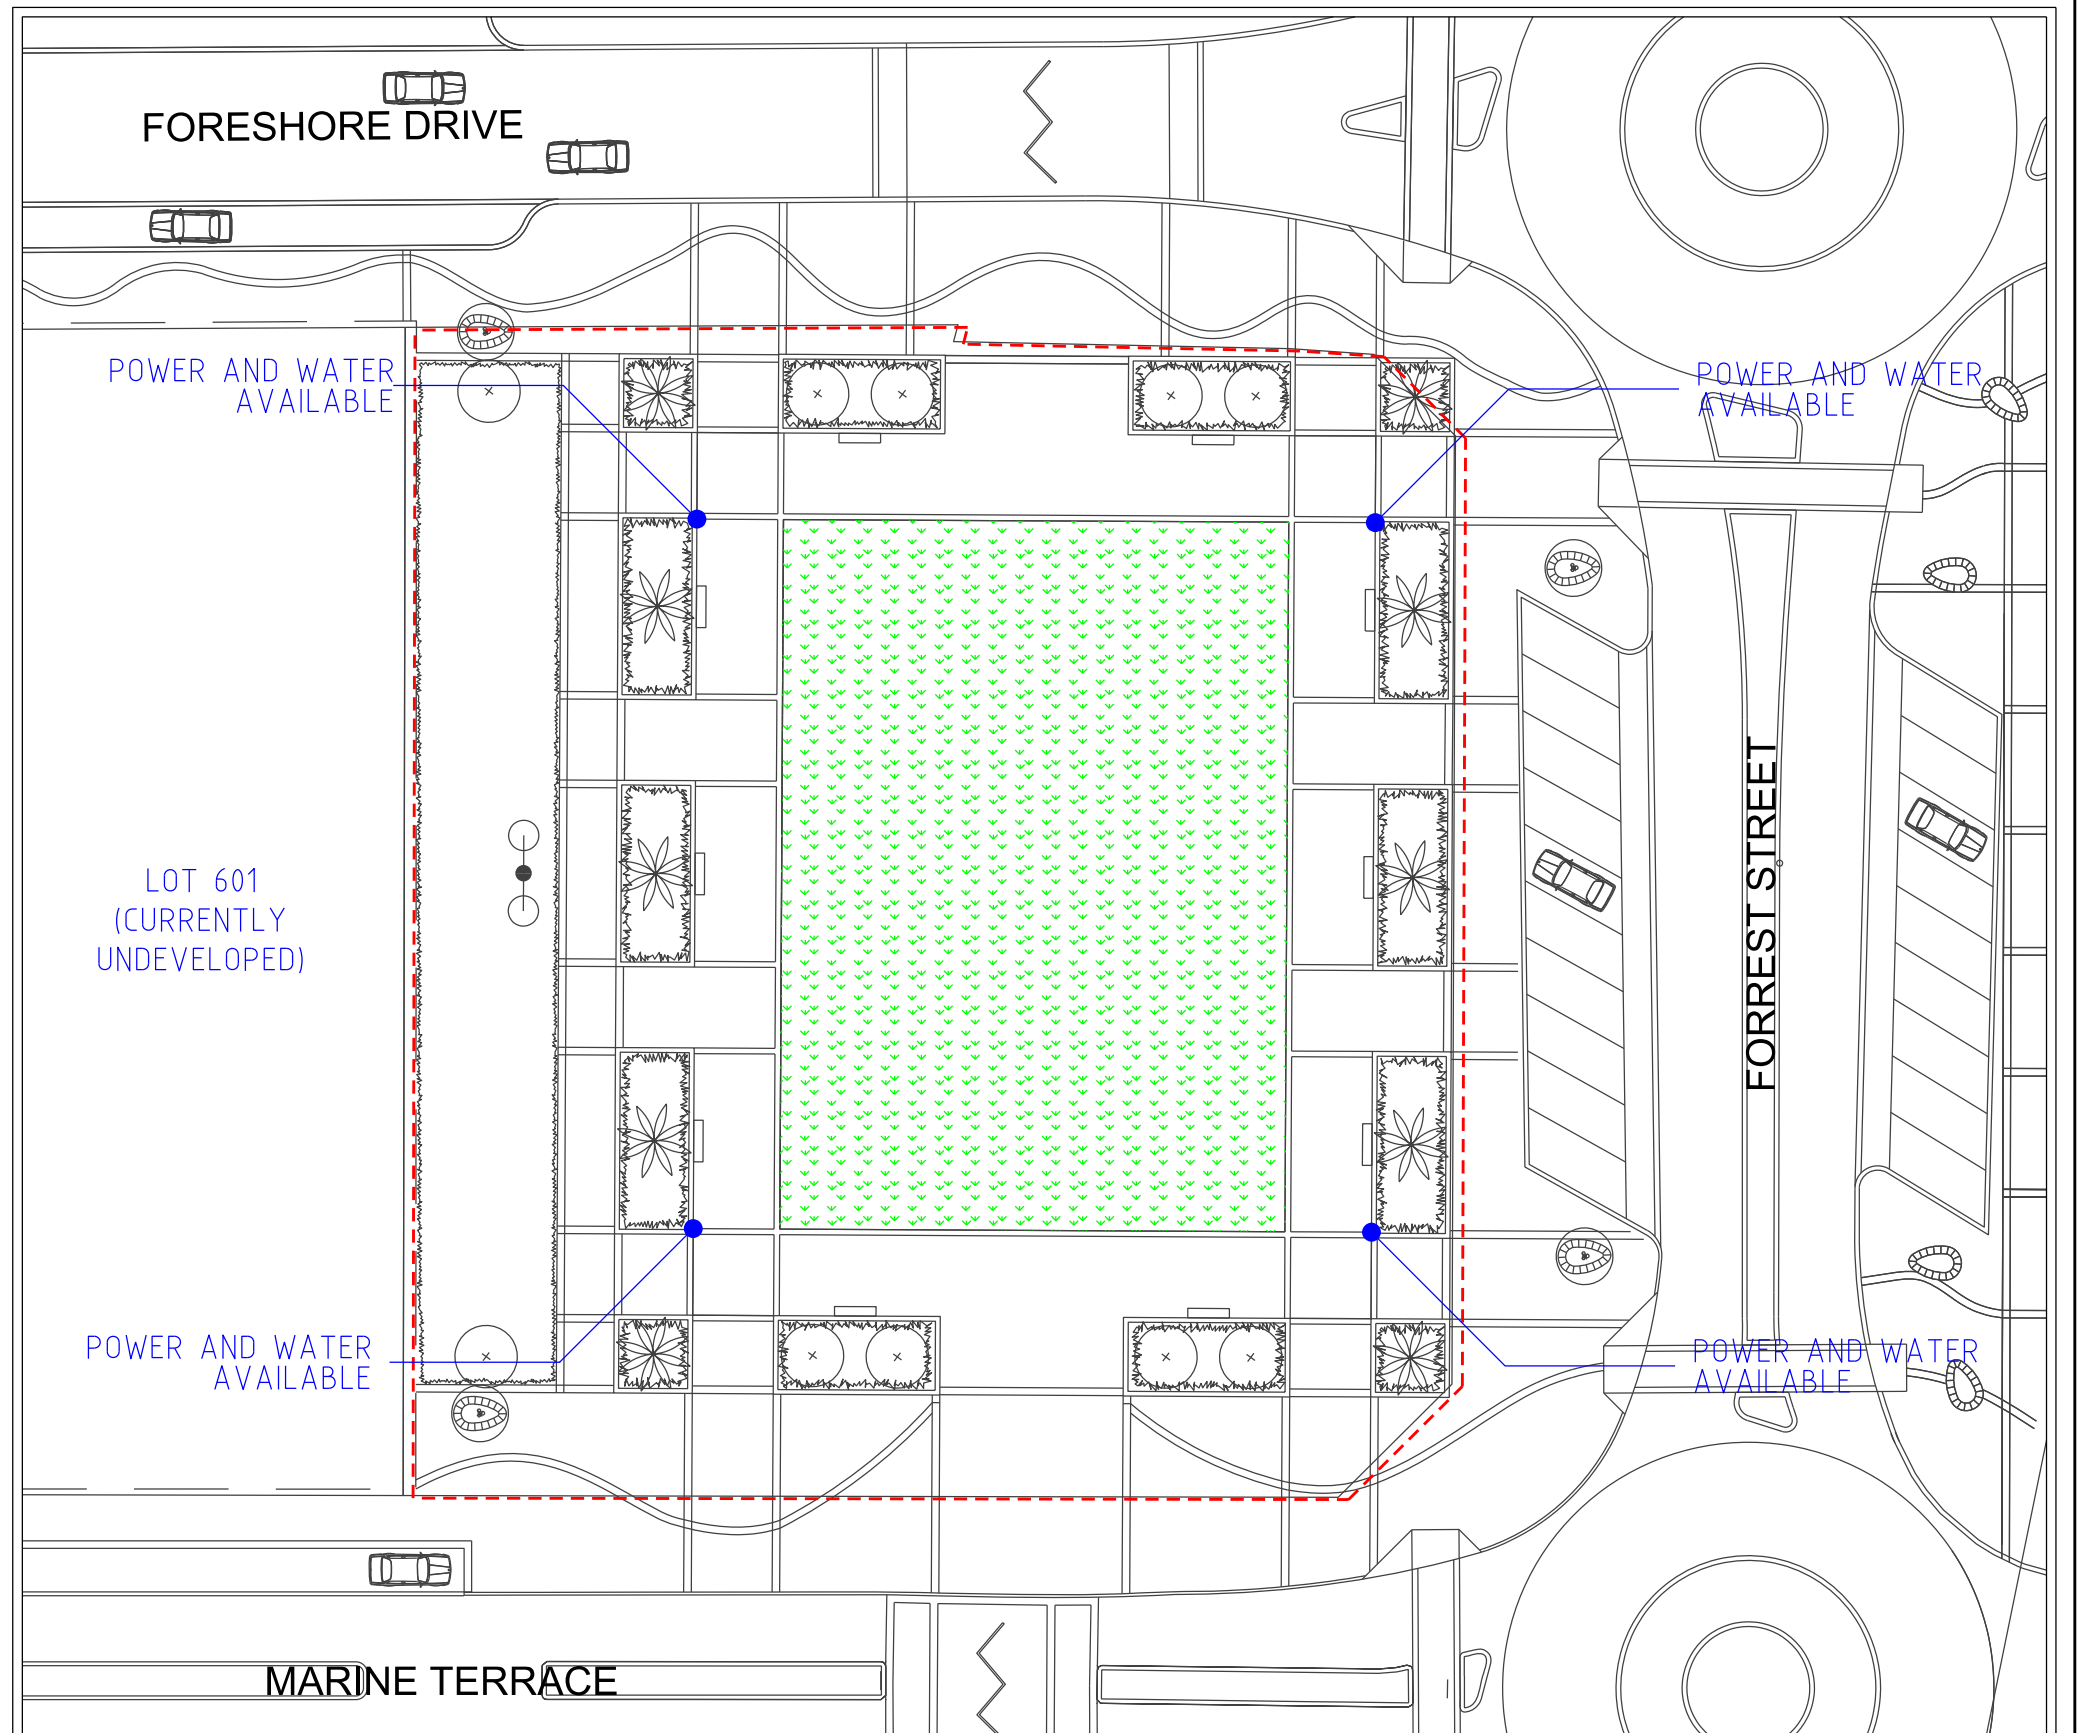 FORESHORE DRIVE
POWER AND WATER
AVAILABLE
POWER AND WATER
AVAILABLE
LOT 601
(CURRENTLY
UNDEVELOPED)
FORREST STREET
POWER AND WATER
AVAILABLE
POWER AND WATER
AVAILABLE
MARINE TERRACE